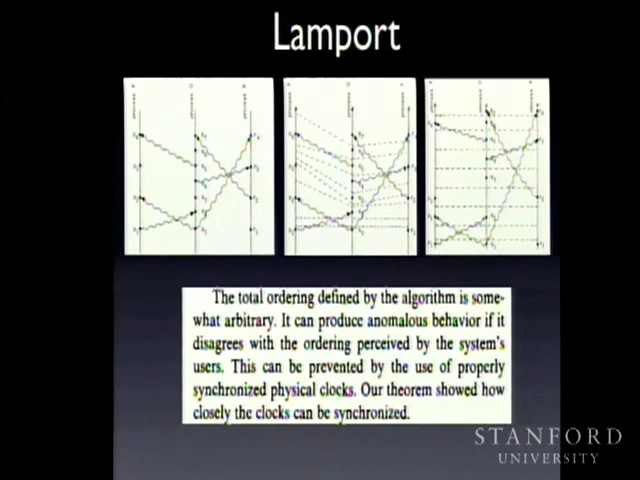 Lamport
The total ordering defined by the algorithm is some-
what arbitrary. It can produce anomalous behavior if it
disagrees with the ordering perceived by the system's
users. This can be prevented by the use of properly
synchronized physical clocks. Our theorem showed how
closely the clocks can be synchronized.
STANFORD
UNIVERSITY